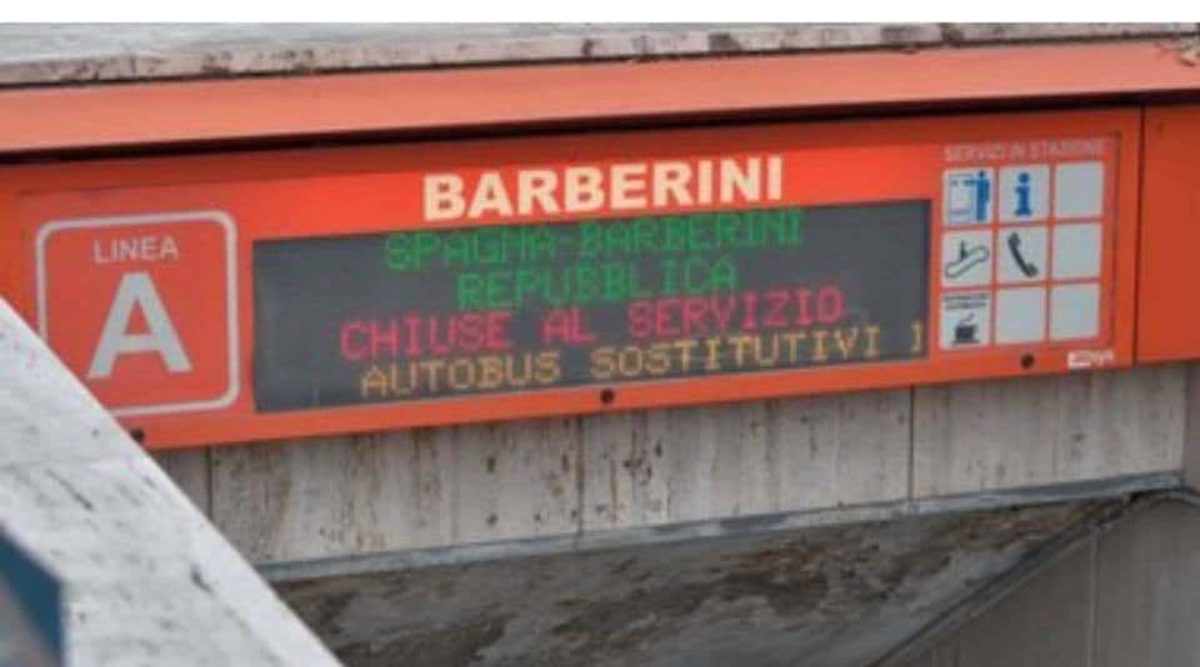 BARBERINI
LINEA
A
SPAGNA-BARBERINI
REPUBBLICA
CHIUSE AL SERVIZIO
AUTOBUS SOSTITUTIVI
SERVIZI IN STAZIONE
i